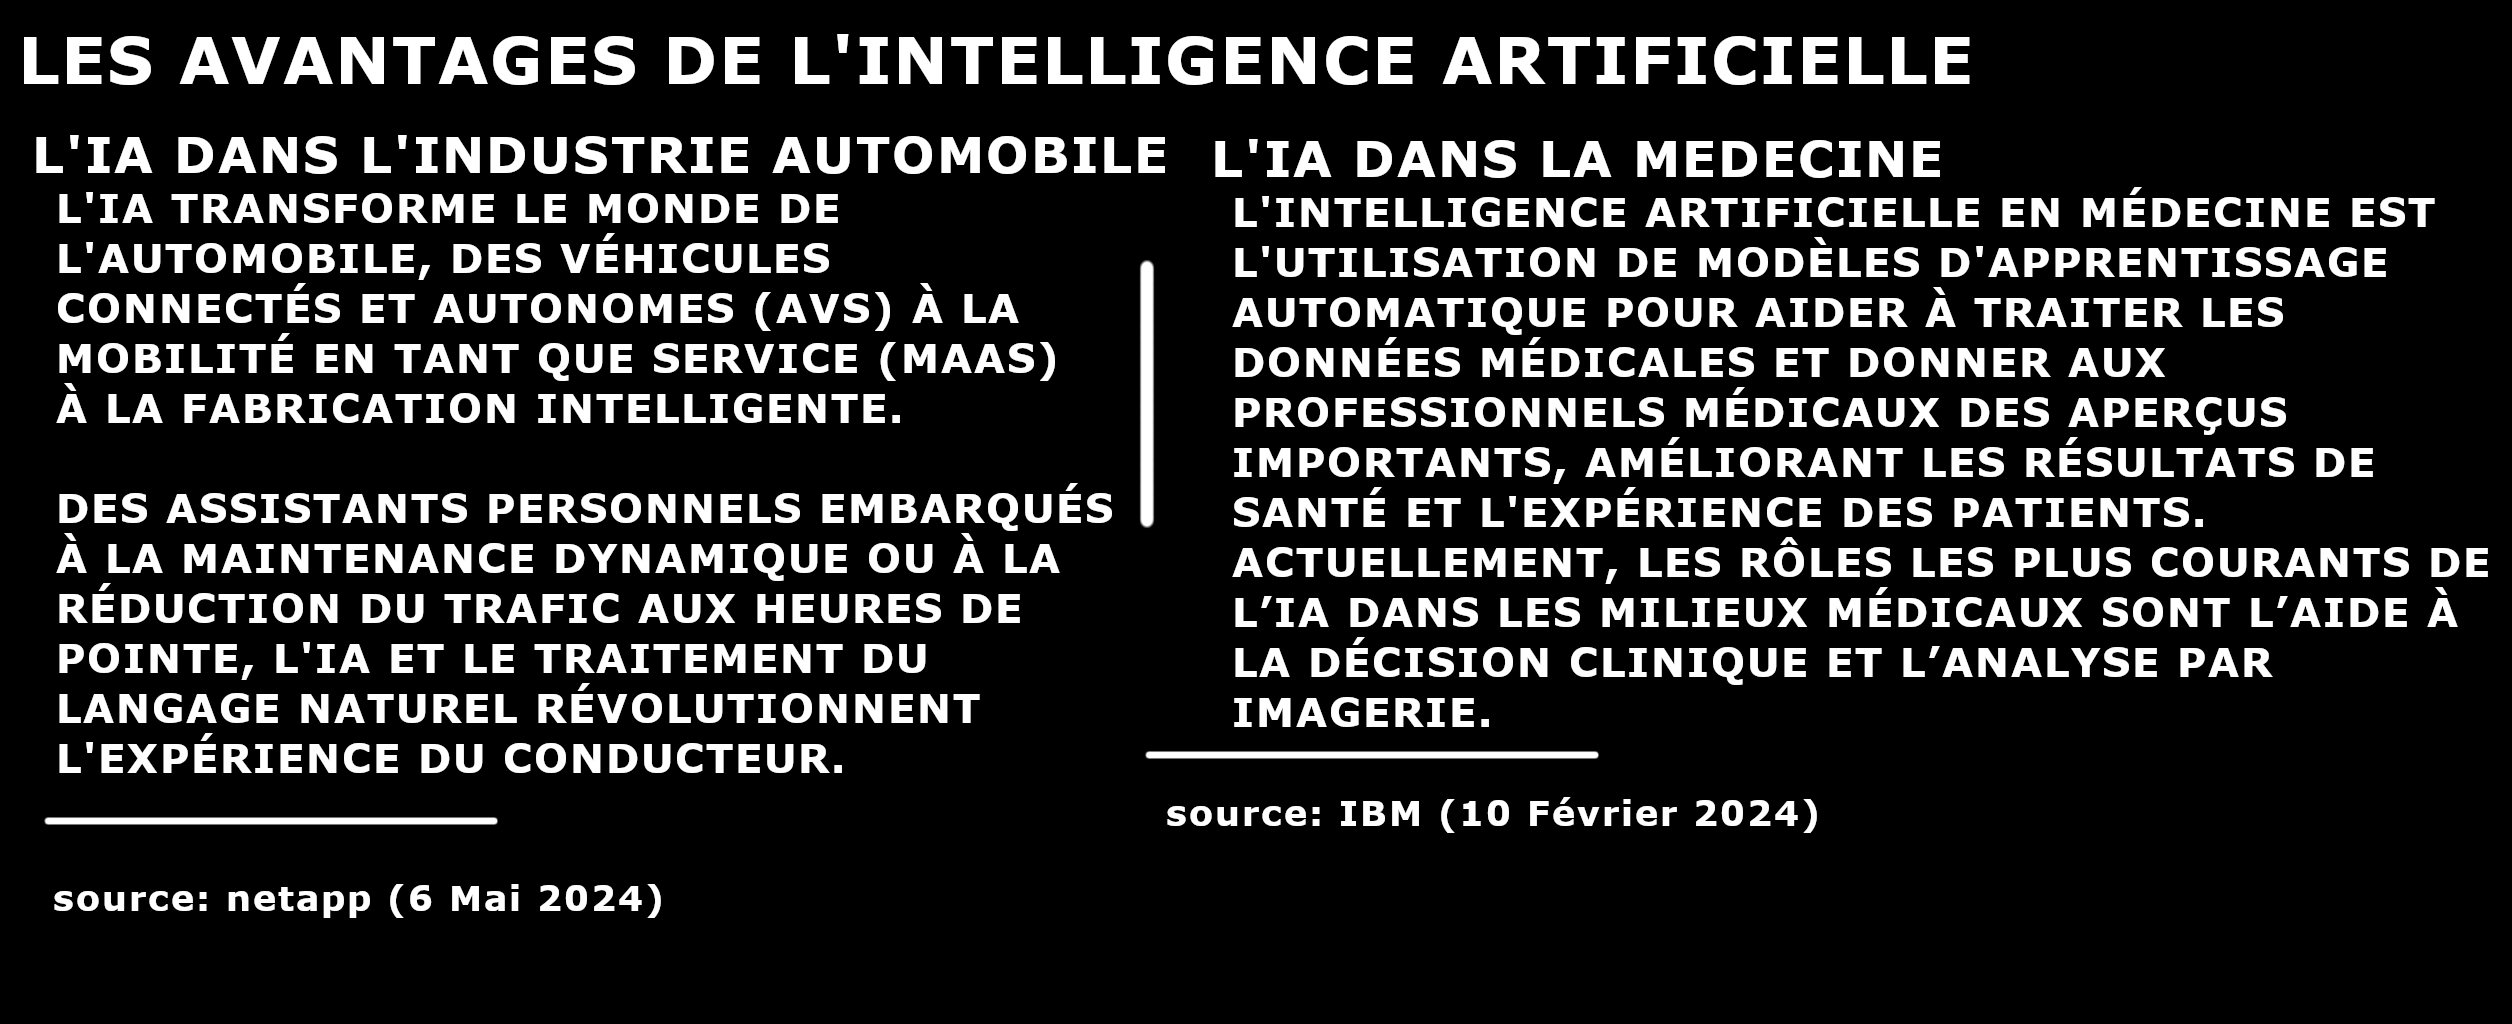 LES AVANTAGES DE L'INTELLIGENCE ARTIFICIELLE
L'IA DANS L'INDUSTRIE AUTOMOBILE
L'IA TRANSFORME LE MONDE DE
L'AUTOMOBILE, DES VÉHICULES
CONNECTÉS ET AUTONOMES (AVS) À LA
MOBILITÉ EN TANT QUE SERVICE (MAAS)
À LA FABRICATION INTELLIGENTE.
DES ASSISTANTS PERSONNELS EMBARQUÉS
À LA MAINTENANCE DYNAMIQUE OU À LA
RÉDUCTION DU TRAFIC AUX HEURES DE
POINTE, L'IA ET LE TRAITEMENT DU
LANGAGE NATUREL RÉVOLUTIONNENT
L'EXPÉRIENCE DU CONDUCTEUR.
source: netapp (6 Mai 2024)
L'IA DANS LA MEDECINE
L'INTELLIGENCE ARTIFICIELLE EN MÉDECINE EST
L'UTILISATION DE MODÈLES D'APPRENTISSAGE
AUTOMATIQUE POUR AIDER À TRAITER LES
DONNÉES MÉDICALES ET DONNER AUX
PROFESSIONNELS MÉDICAUX DES APERÇUS
IMPORTANTS, AMÉLIORANT LES RÉSULTATS DE
SANTÉ ET L'EXPÉRIENCE DES PATIENTS.
ACTUELLEMENT, LES RÔLES LES PLUS COURANTS DE
L’IA DANS LES MILIEUX MÉDICAUX SONT L’AIDE À
LA DÉCISION CLINIQUE ET L’ANALYSE PAR
IMAGERIE.
source: IBM (10 Février 2024)